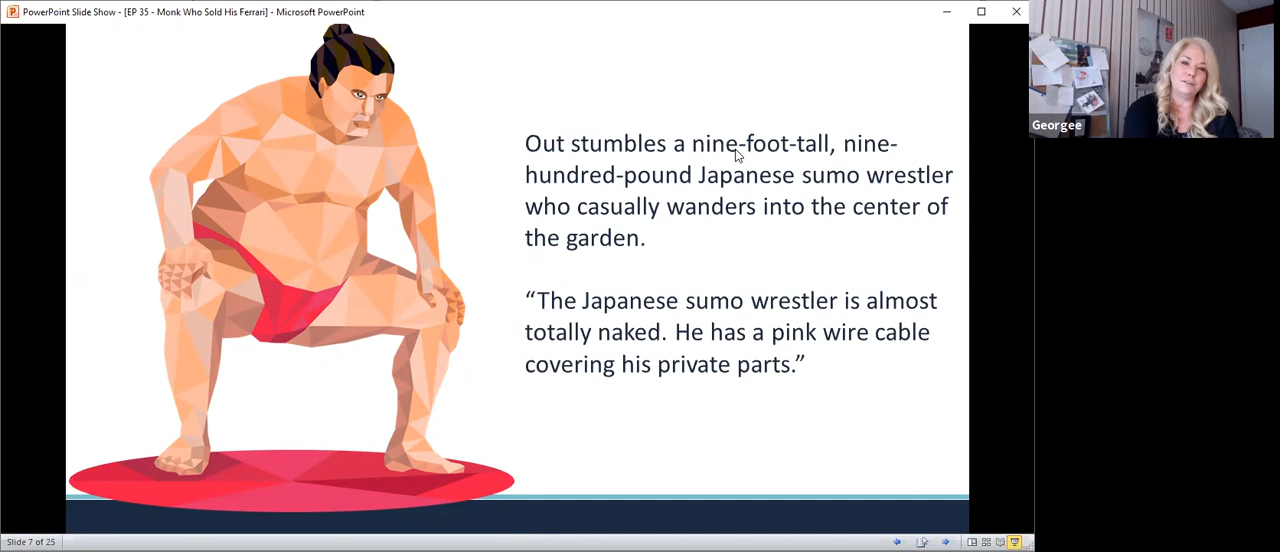 PowerPoint Slide Show - [EP 35 - Monk Who Sold His Ferrari] - Microsoft PowerPoint
Out stumbles a nine-foot-tall, nine-
hundred-pound Japanese sumo wrestler
who casually wanders into the center of
the garden.
“The Japanese sumo wrestler is almost
totally naked. He has a pink wire cable
covering his private parts.”
Georgee
Slide 7 of 25